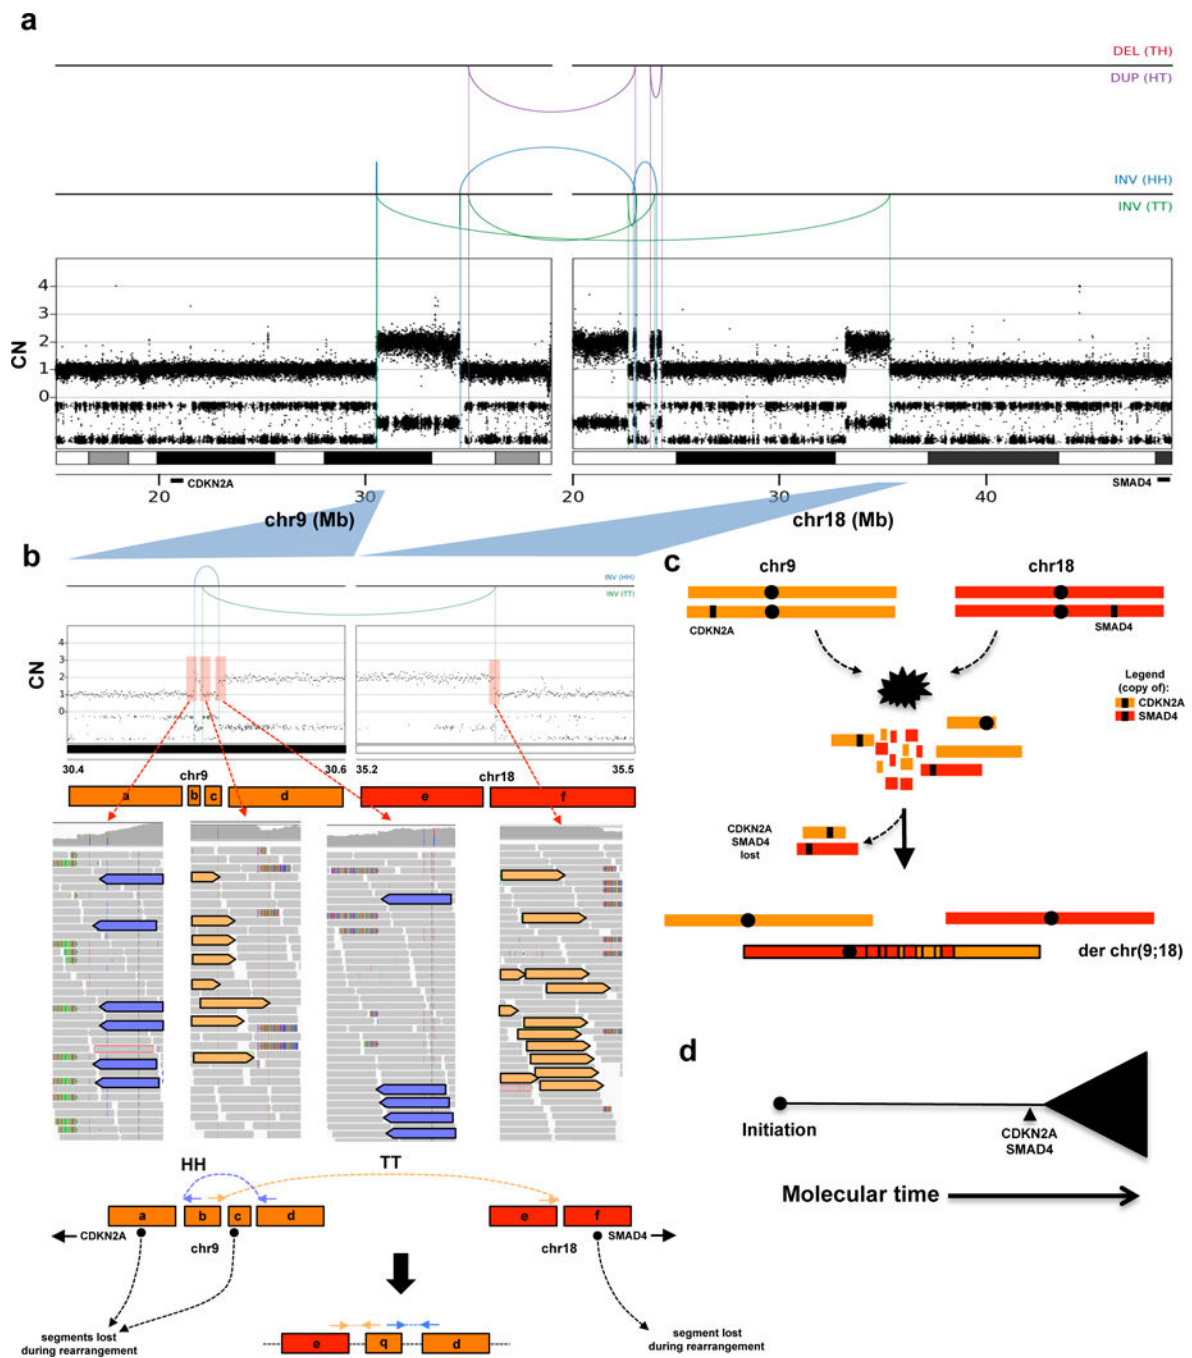 a
DEL (TH)
DUP (HT)
INV (HH)
INV (TT)
CN
4
3
2
1
0
20 30 20 30 40
CDKN2A
SMAD4
chr9 (Mb) chr18 (Mb)
b
INV (HH)
INV (TT)
CN
4
3
2
1
0
30.4 30.6 35.2 35.5
chr9 chr18
a b c d e f
HH TT
a b c d e f
CDKN2A chr9 chr18 SMAD4
segments lost
during rearrangement
segment lost
during rearrangement
e q d
c
chr9 chr18
CDKN2A SMAD4
Legend
(copy of):
CDKN2A
SMAD4
CDKN2A
SMAD4
lost
der chr(9;18)
d
Initiation
CDKN2A
SMAD4
Molecular time